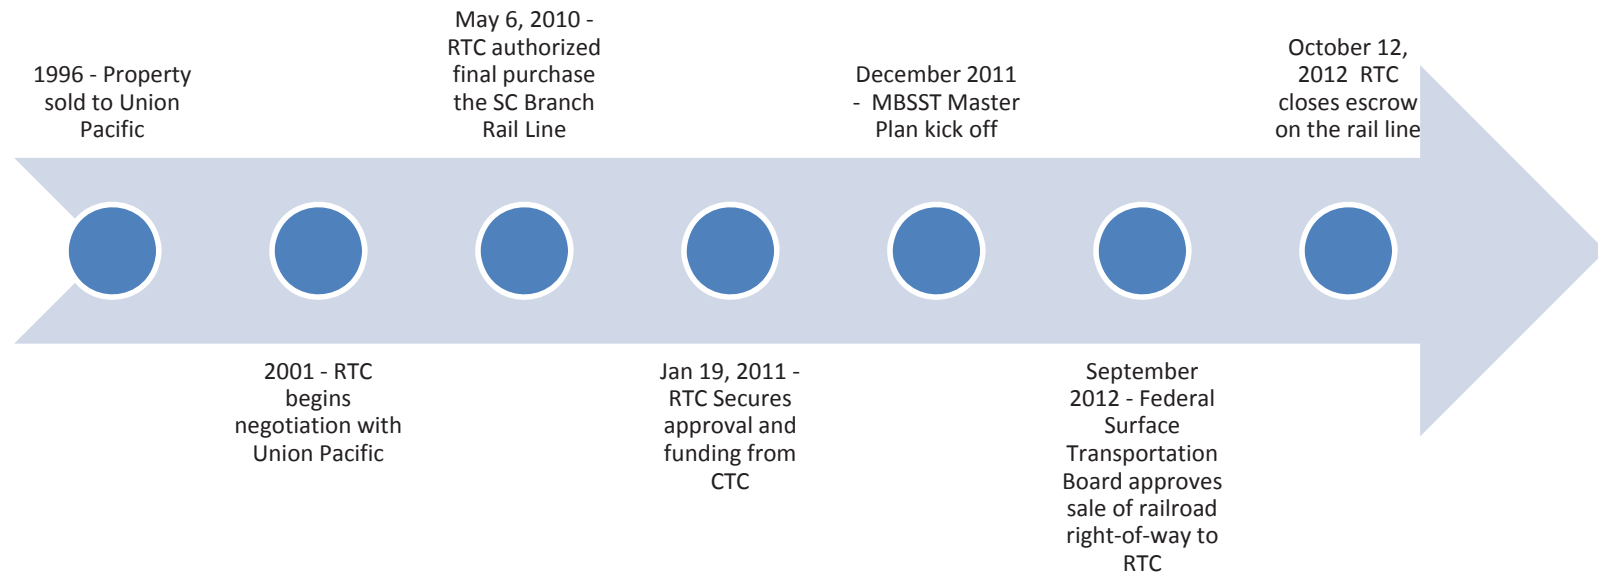 1996 - Property
sold to Union
Pacific
2001 - RTC
begins
negotiation with
Union Pacific
May 6, 2010 -
RTC authorized
final purchase
the SC Branch
Rail Line
Jan 19, 2011 -
RTC Secures
approval and
funding from
CTC
December 2011
- MBSST Master
Plan kick off
September
2012 - Federal
Surface
Transportation
Board approves
sale of railroad
right-of-way to
RTC
October 12,
2012 RTC
closes escrow
on the rail line